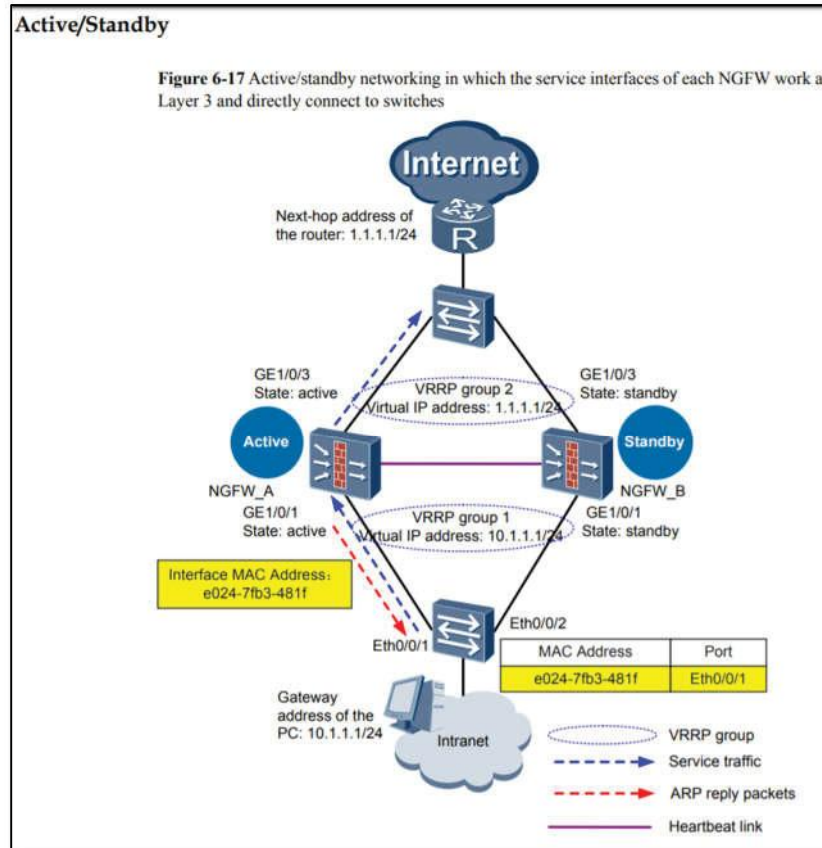 Active/Standby
Figure 6-17 Active/standby networking in which the service interfaces of each NGFW work a
Layer 3 and directly connect to switches
Internet
Next-hop address of
the router: 1.1.1.1/24
R
GE1/0/3
State: active
VRRP group 2
Virtual IP address: 1.1.1.1/24
GE1/0/3
State: standby
Active
Standby
NGFW_A
NGFW_B
GE1/0/1
State: active
VRRP group 1
Virtual IP address: 10.1.1.1/24
GE1/0/1
State: standby
Interface MAC Address:
e024-7fb3-481f
Eth0/0/1
Eth0/0/2
MAC Address Port
e024-7fb3-481f Eth0/0/1
Gateway
address of the
PC: 10.1.1.1/24
Intranet
VRRP group
Service traffic
ARP reply packets
Heartbeat link